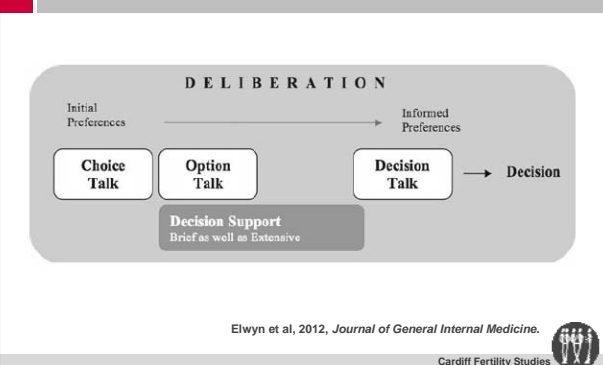 DELIBERATION
Initial
Preferences
Informed
Preferences
Choice
Talk
Option
Talk
Decision
Talk
Decision
Decision Support
Brief as well as Extensive
Elwyn et al, 2012, Journal of General Internal Medicine.
Cardiff Fertility Studies